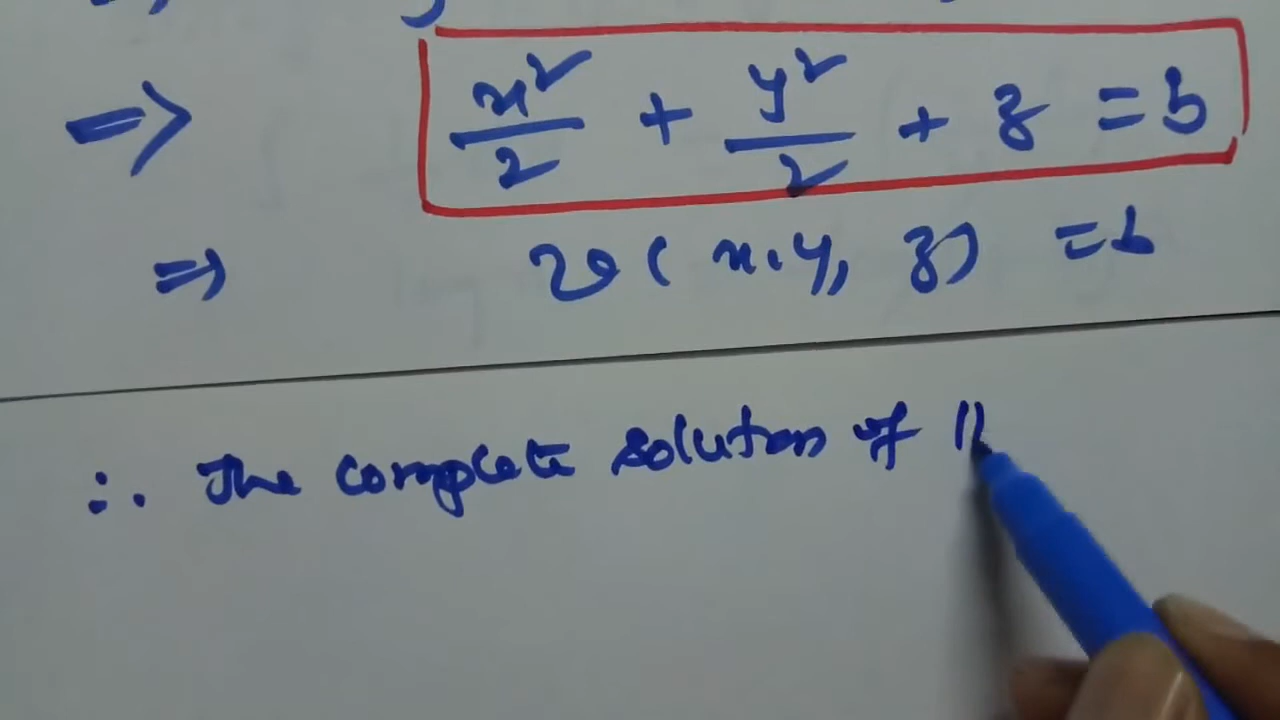 ⇒ x²/2 + y²/2 + z = b
⇒ v(x, y, z) = b
∴ The complete solution of